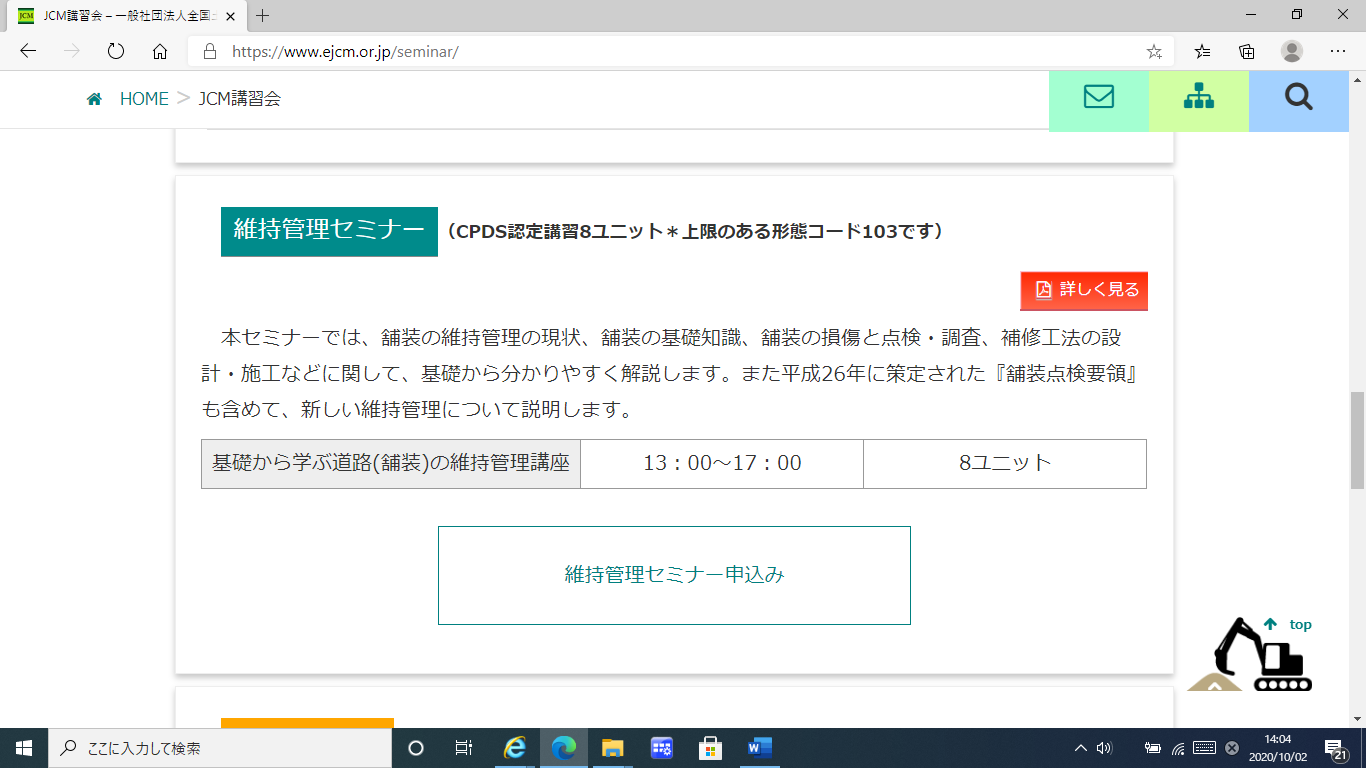 JCM講習会 – 一般社団法人全国
https://www.ejcm.or.jp/seminar/
HOME > JCM講習会
維持管理セミナー (CPDS認定講習8ユニット＊上限のある形態コード103です)
詳しく見る
本セミナーでは、舗装の維持管理の現状、舗装の基礎知識、舗装の損傷と点検・調査、補修工法の設
計・施工などに関して、基礎から分かりやすく解説します。また平成26年に策定された『舗装点検要領』
も含めて、新しい維持管理について説明します。
基礎から学ぶ道路(舗装)の維持管理講座 13：00～17：00 8ユニット
維持管理セミナー申込み
top
ここに入力して検索
14:04
2020/10/02
21